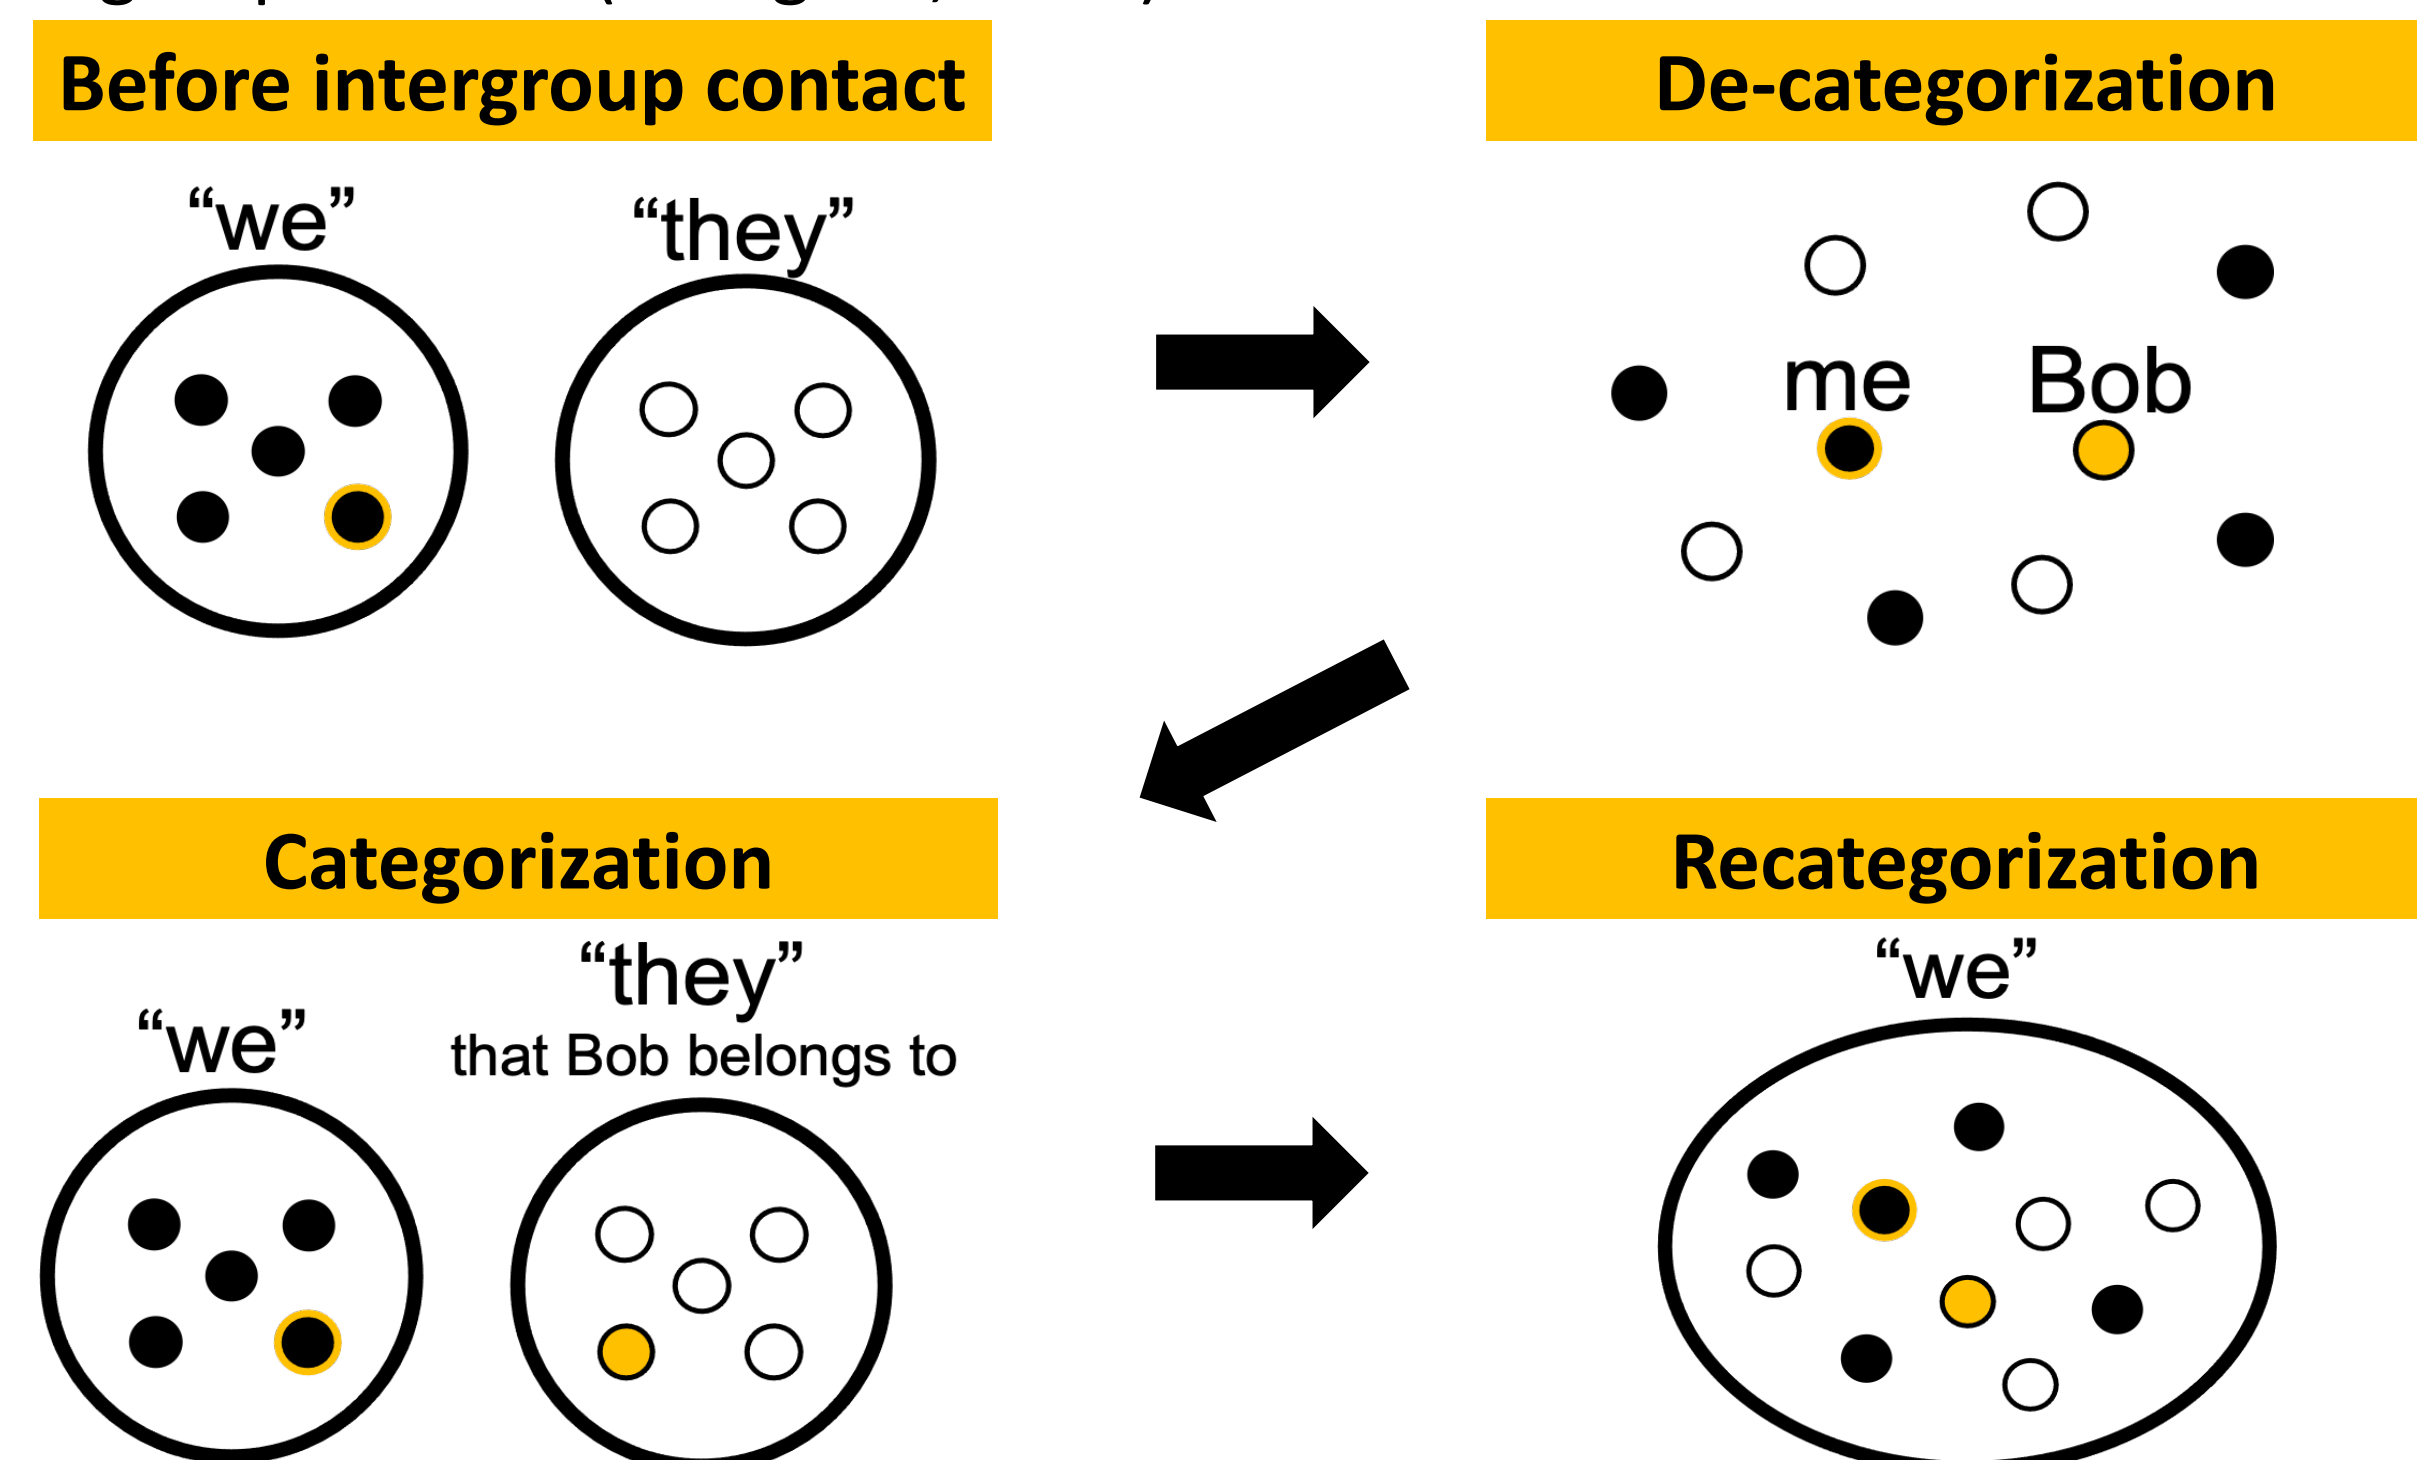 Before intergroup contact
“we”
“they”
De-categorization
me
Bob
Categorization
“we”
“they”
that Bob belongs to
Recategorization
“we”